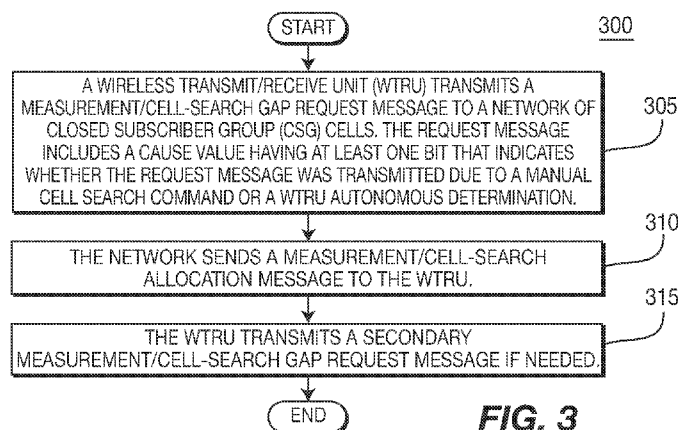 START
300
A WIRELESS TRANSMIT/RECEIVE UNIT (WTRU) TRANSMITS A
MEASUREMENT/CELL-SEARCH GAP REQUEST MESSAGE TO A NETWORK OF
CLOSED SUBSCRIBER GROUP (CSG) CELLS. THE REQUEST MESSAGE
INCLUDES A CAUSE VALUE HAVING AT LEAST ONE BIT THAT INDICATES
WHETHER THE REQUEST MESSAGE WAS TRANSMITTED DUE TO A MANUAL
CELL SEARCH COMMAND OR A WTRU AUTONOMOUS DETERMINATION.
305
THE NETWORK SENDS A MEASUREMENT/CELL-SEARCH
ALLOCATION MESSAGE TO THE WTRU.
310
THE WTRU TRANSMITS A SECONDARY
MEASUREMENT/CELL-SEARCH GAP REQUEST MESSAGE IF NEEDED.
315
END
FIG. 3